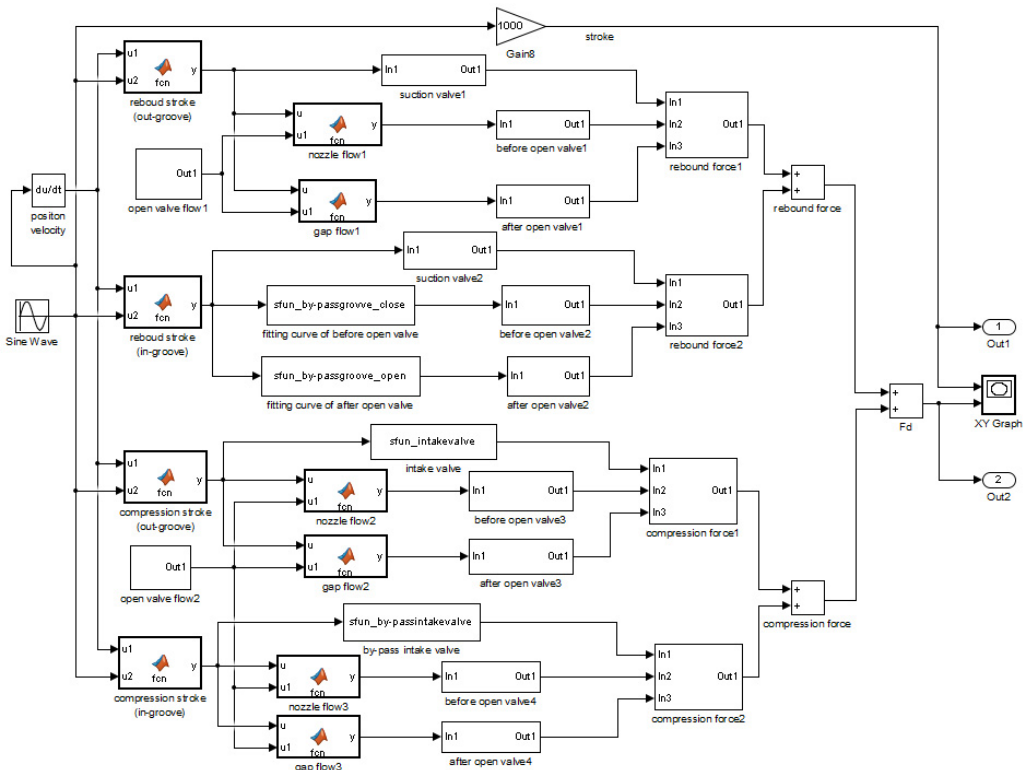 1000
Gain8
stroke
u1
u2
y
fcn
reboud stroke
(out-groove)
In1
Out1
suction valve1
u
u1
y
fcn
nozzle flow1
In1
Out1
before open valve1
In1
In2
In3
Out1
rebound force1
Out1
open valve flow1
u
u1
y
fcn
gap flow1
In1
Out1
after open valve1
+
+
rebound force
du/dt
positon
velocity
In1
Out1
suction valve2
u1
u2
y
fcn
reboud stroke
(in-groove)
sfun_by-passgrovve_close
fitting curve of before open valve
In1
Out1
before open valve2
In1
In2
In3
Out1
rebound force2
Sine Wave
1
Out1
sfun_by-passgroove_open
fitting curve of after open valve
In1
Out1
after open valve2
+
+
Fd
XY Graph
sfun_intakevalve
intake valve
u1
u2
y
fcn
compression stroke
(out-groove)
u
u1
y
fcn
nozzle flow2
In1
Out1
before open valve3
In1
In2
In3
Out1
compression force1
2
Out2
Out1
open valve flow2
u
u1
y
fcn
gap flow2
In1
Out1
after open valve3
+
+
compression force
sfun_by-passintakevalve
by-pass intake valve
u1
u2
y
fcn
compression stroke
(in-groove)
u
u1
y
fcn
nozzle flow3
In1
Out1
before open valve4
In1
In2
In3
Out1
compression force2
u
u1
y
fcn
gap flow3
In1
Out1
after open valve4